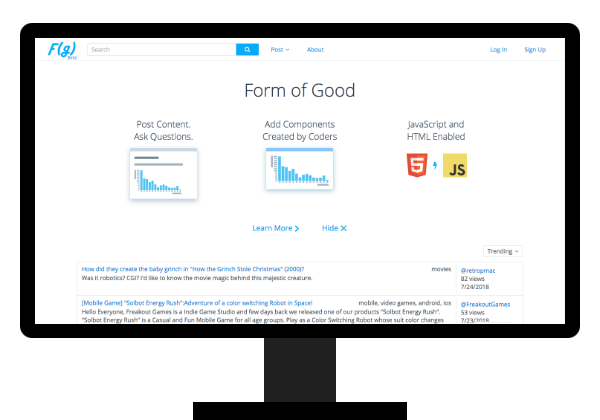 F(g)
Beta
Search
Post
About
Log In
Sign Up
Form of Good
Post Content.
Ask Questions.
Add Components
Created by Coders
JavaScript and
HTML Enabled
5
JS
Learn More
Hide
Trending
How did they create the baby grinch in "How the Grinch Stole Christmas" (2000)?
movies
@retropmac
Was it robotics? CGI? I'd like to know the movie magic behind this majestic creature.
82 views
7/24/2018
[Mobile Game] "Solbot Energy Rush":Adventure of a color switching Robot in Space!
mobile, video games, android, ios
@FreakoutGames
Hello Everyone, Freakout Games is a Indie Game Studio and few days back we released one of our products "Solbot Energy Rush".
53 views
"Solbot Energy Rush" is a Casual and Fun Mobile Game for all age groups. Play as a Color Switching Robot whose suit color changes
7/23/2018